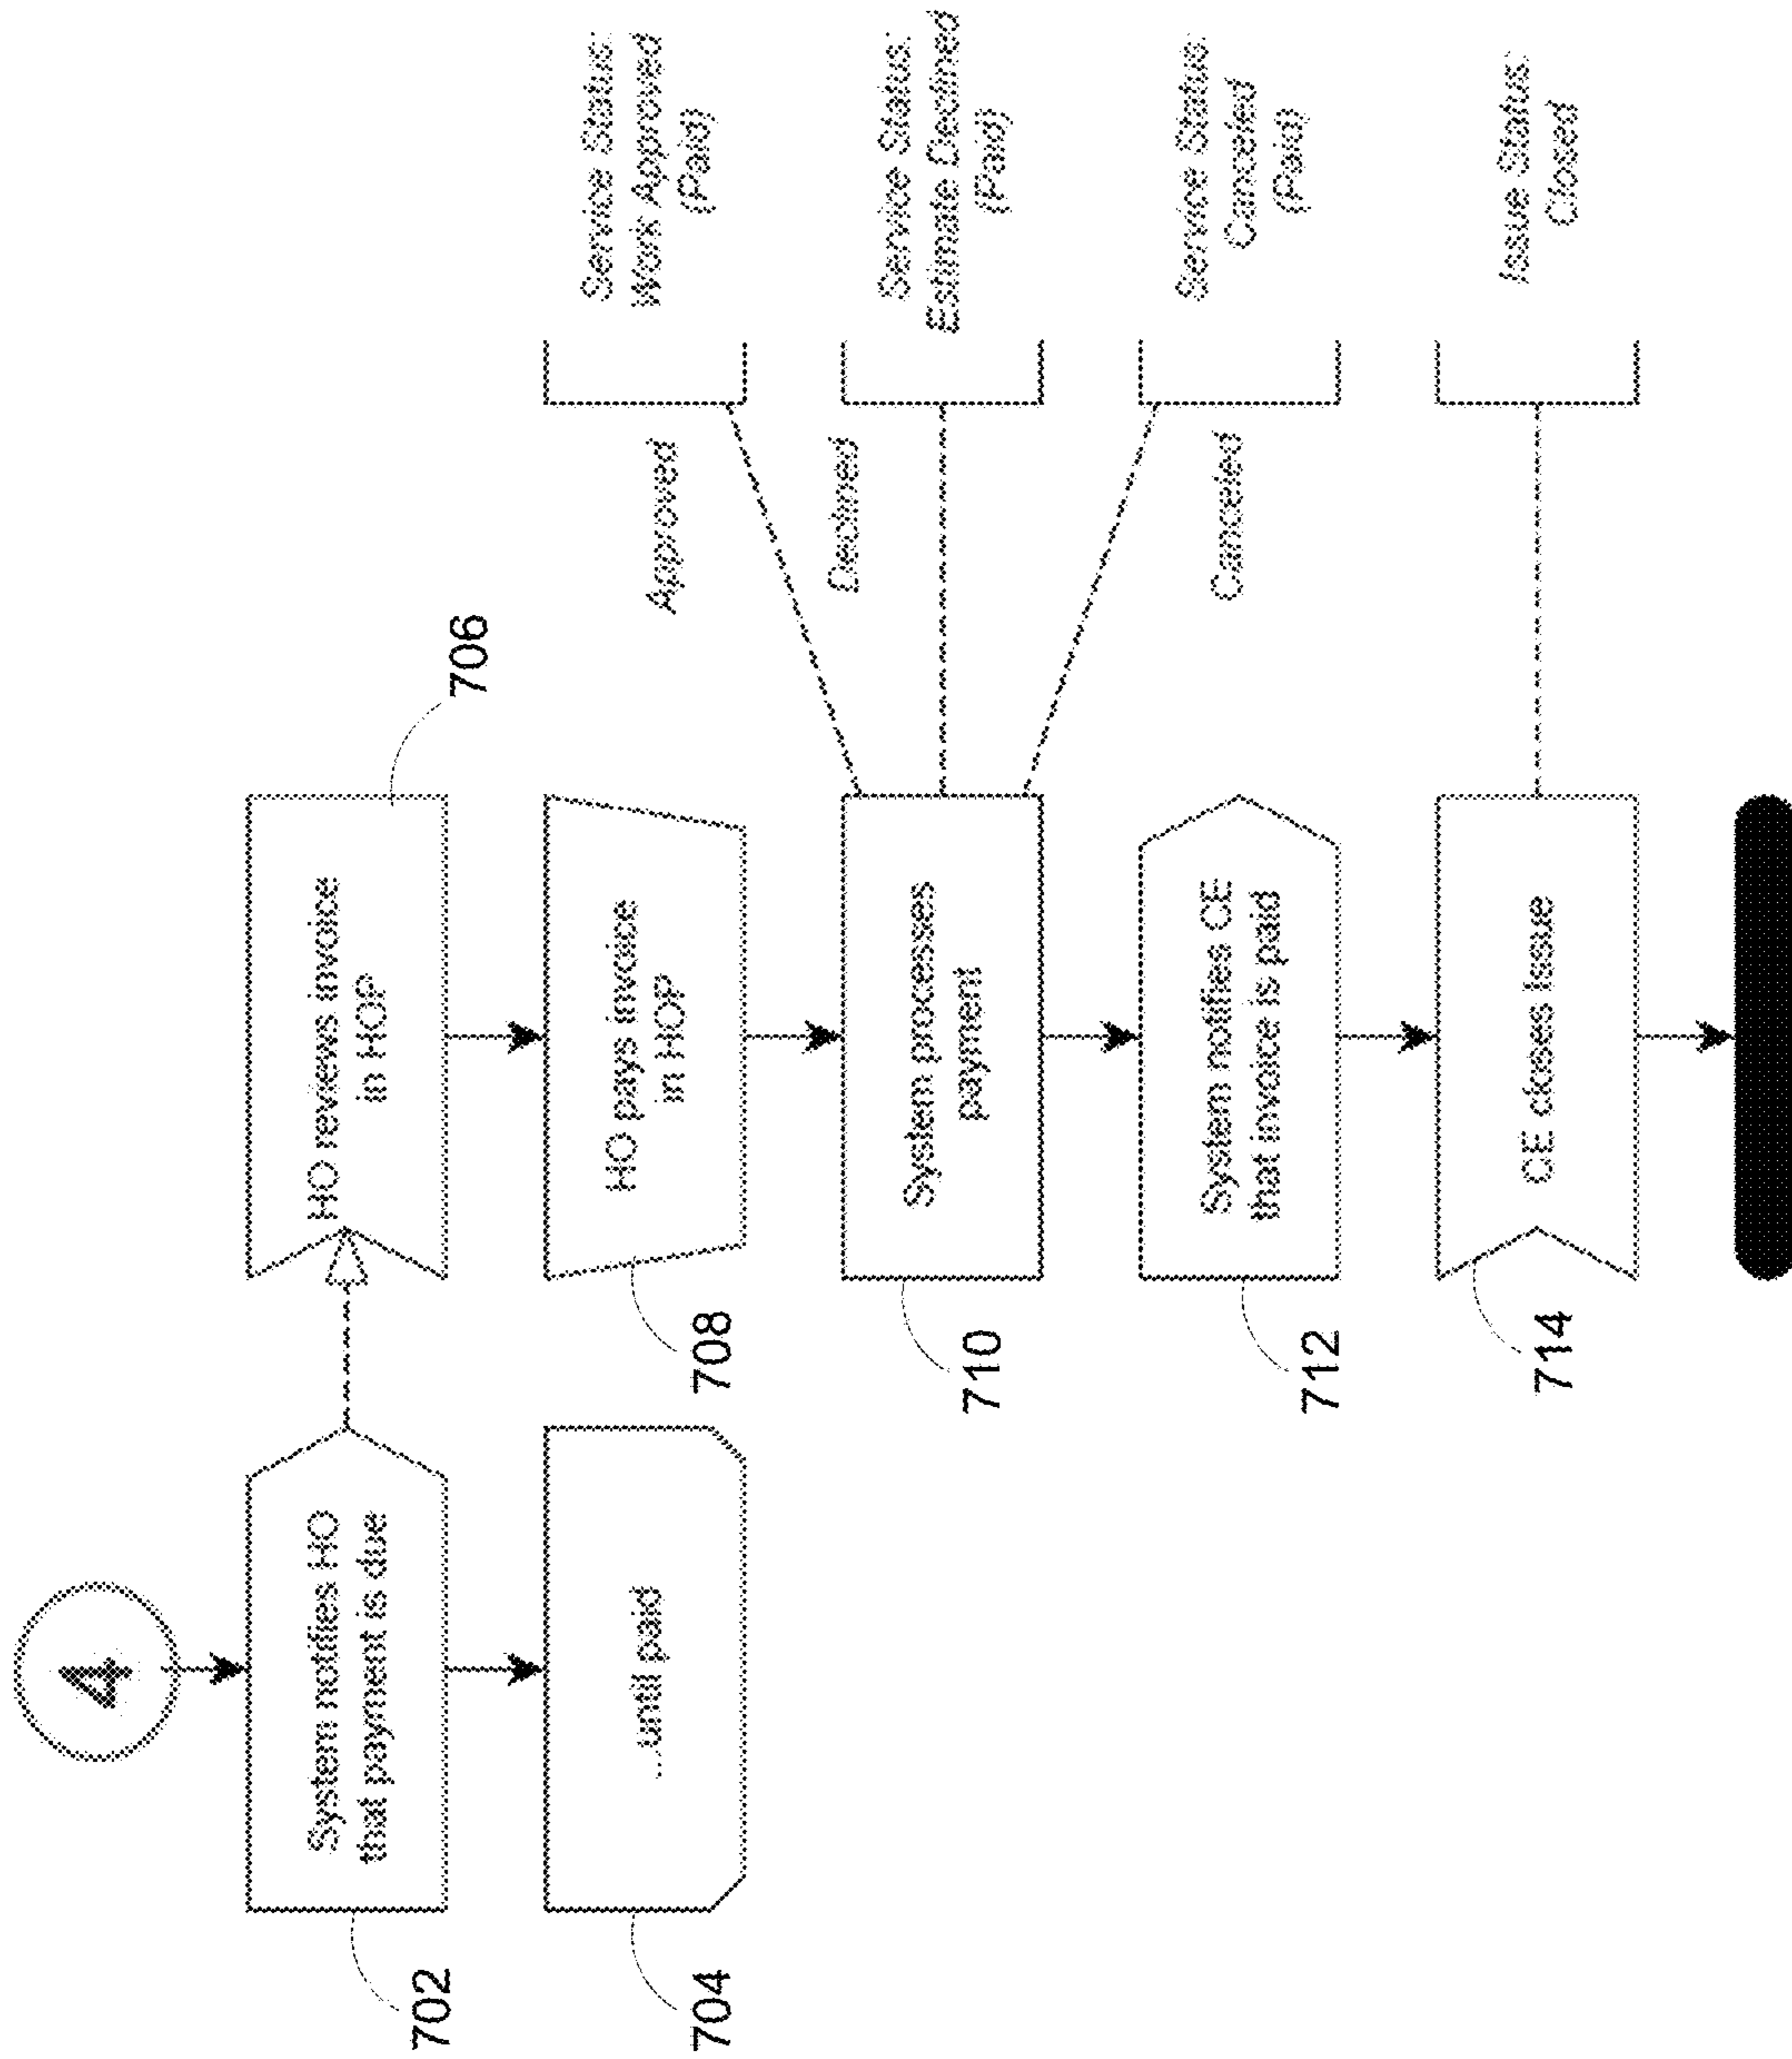 4
System notifies HO
that payment is due
702
...until paid
704
HO reviews invoice
in HOP
706
HO pays invoice
in HOP
708
System processes
payment
710
Approved
Service Status:
Work Approved
(Paid)
Declined
Service Status:
Estimate Declined
(Paid)
Canceled
Service Status:
Canceled
(Paid)
System notifies CE
that invoice is paid
712
CE closes issue
714
Issue Status:
Closed